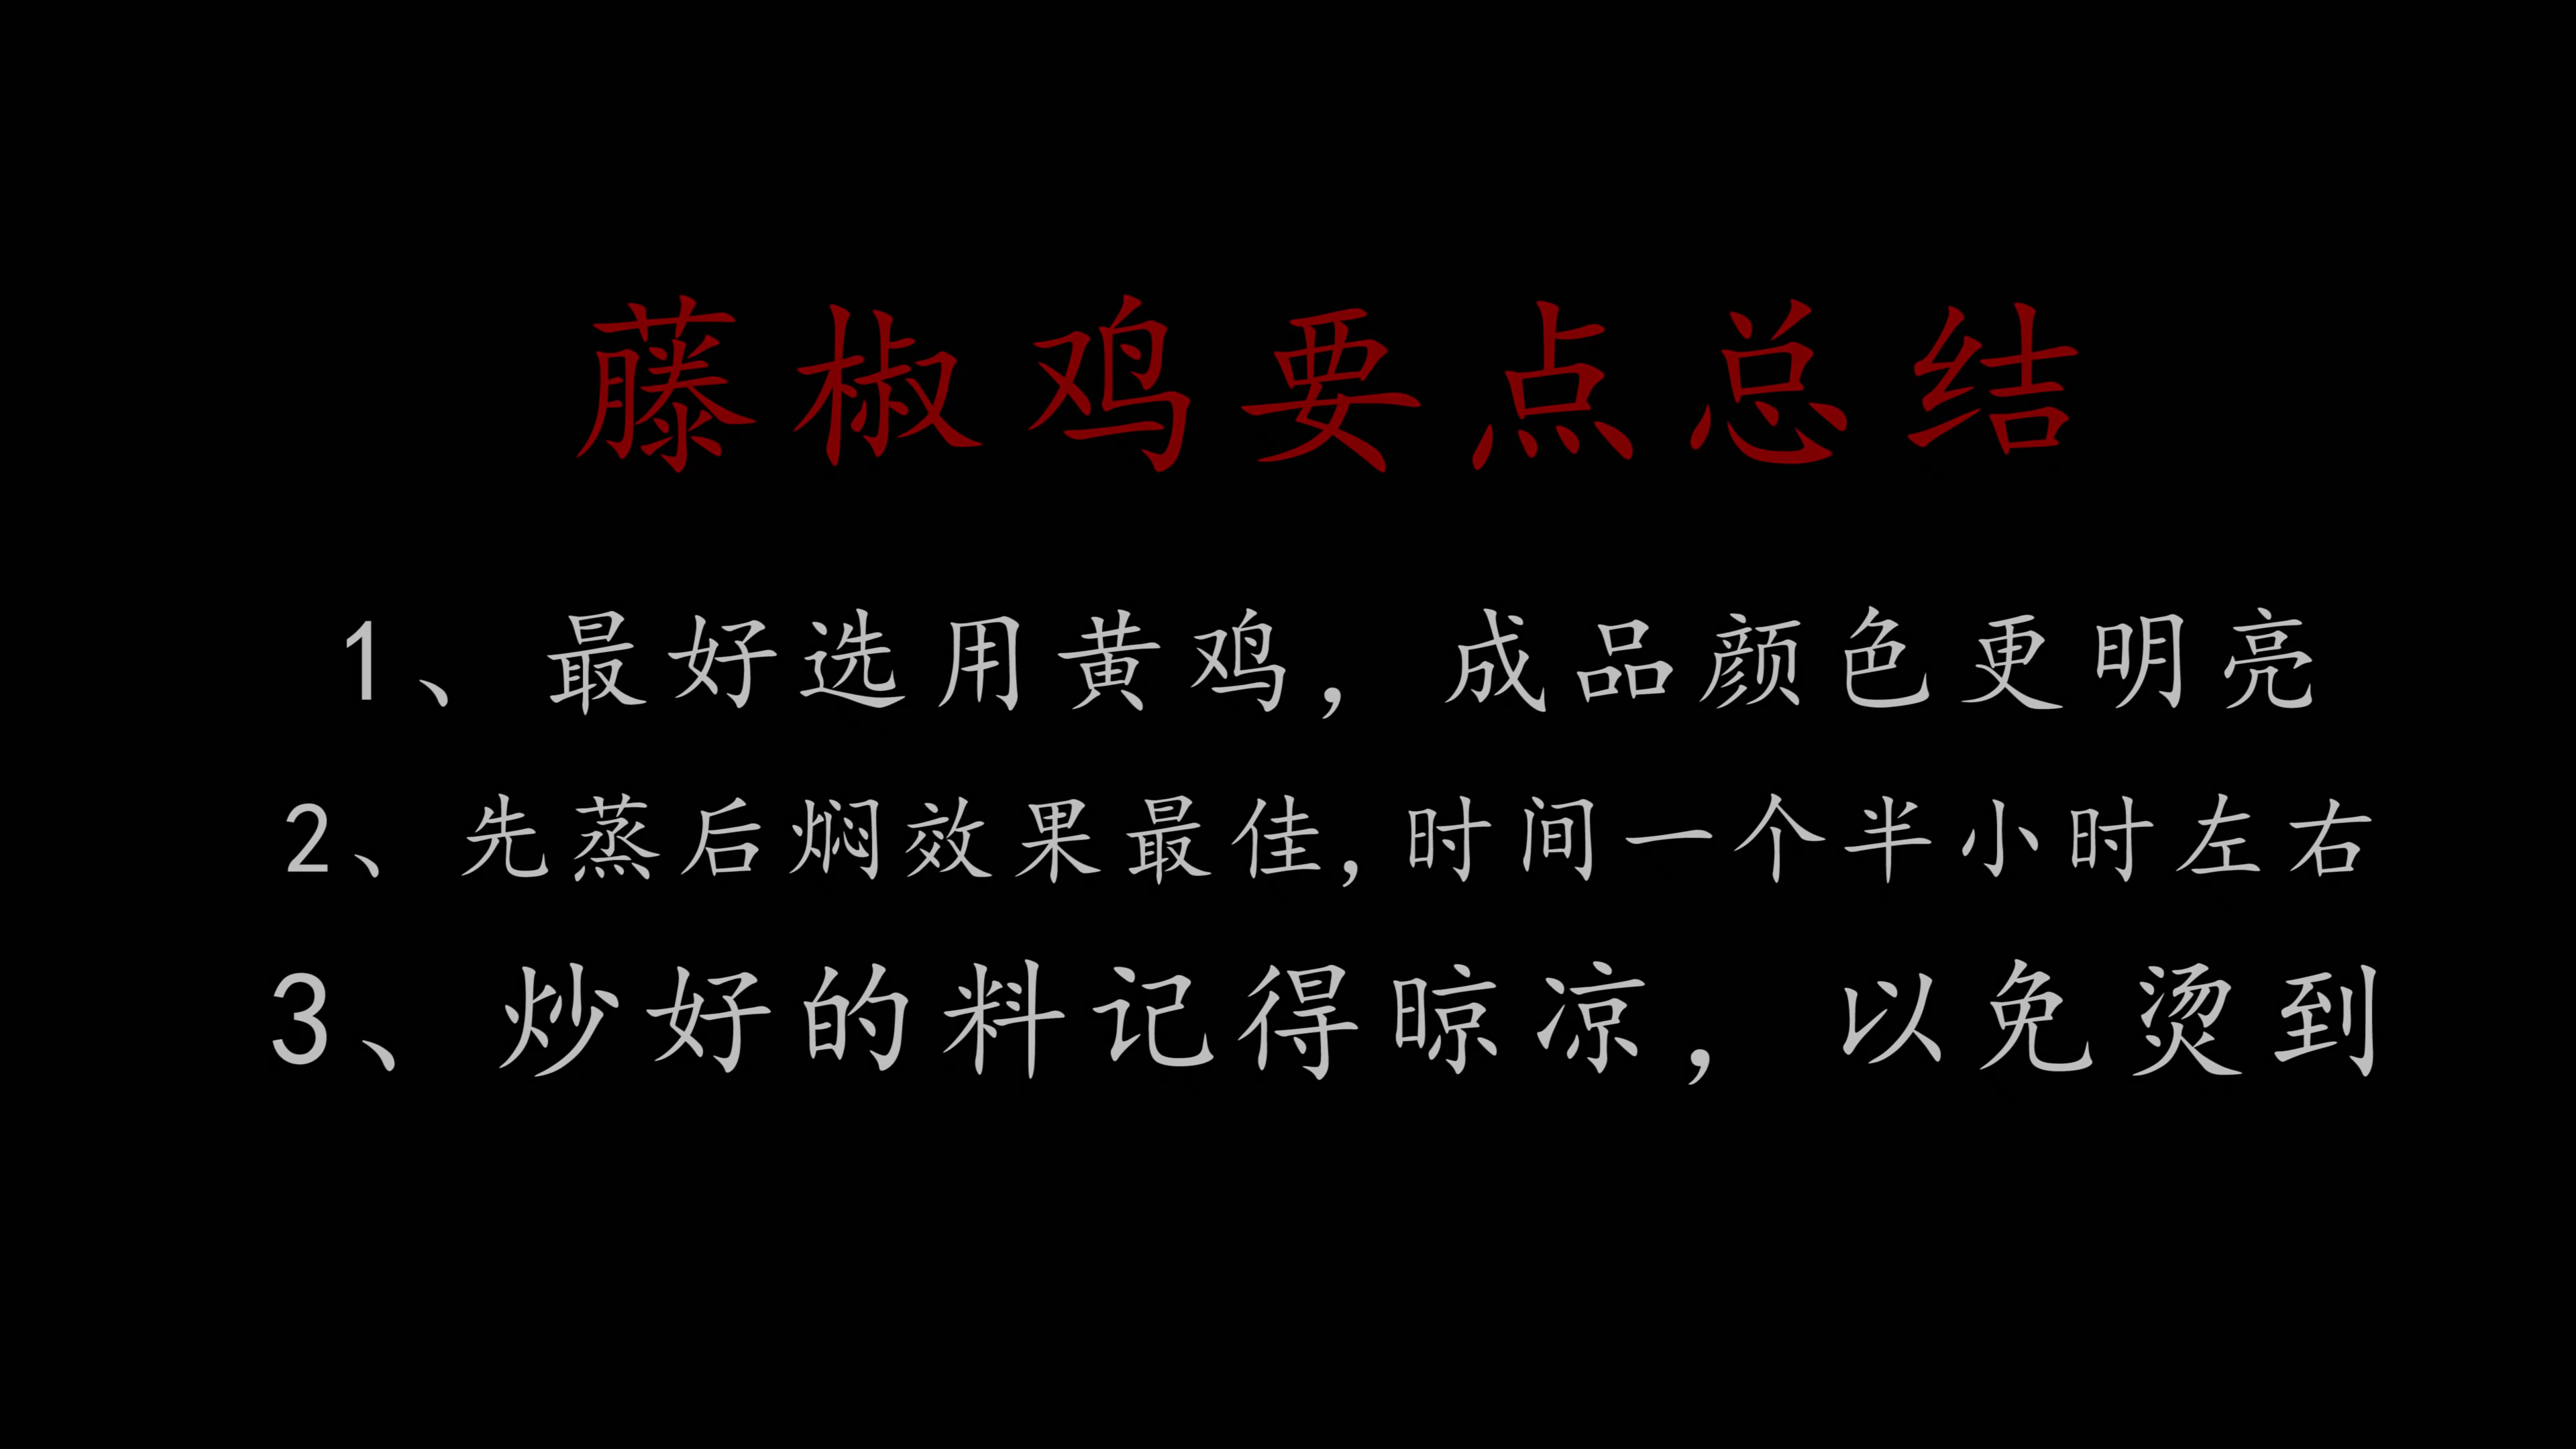 藤椒鸡要点总结
1、最好选用黄鸡，成品颜色更明亮
2、先蒸后焖效果最佳,时间一个半小时左右
3、炒好的料记得晾凉，以免烫到